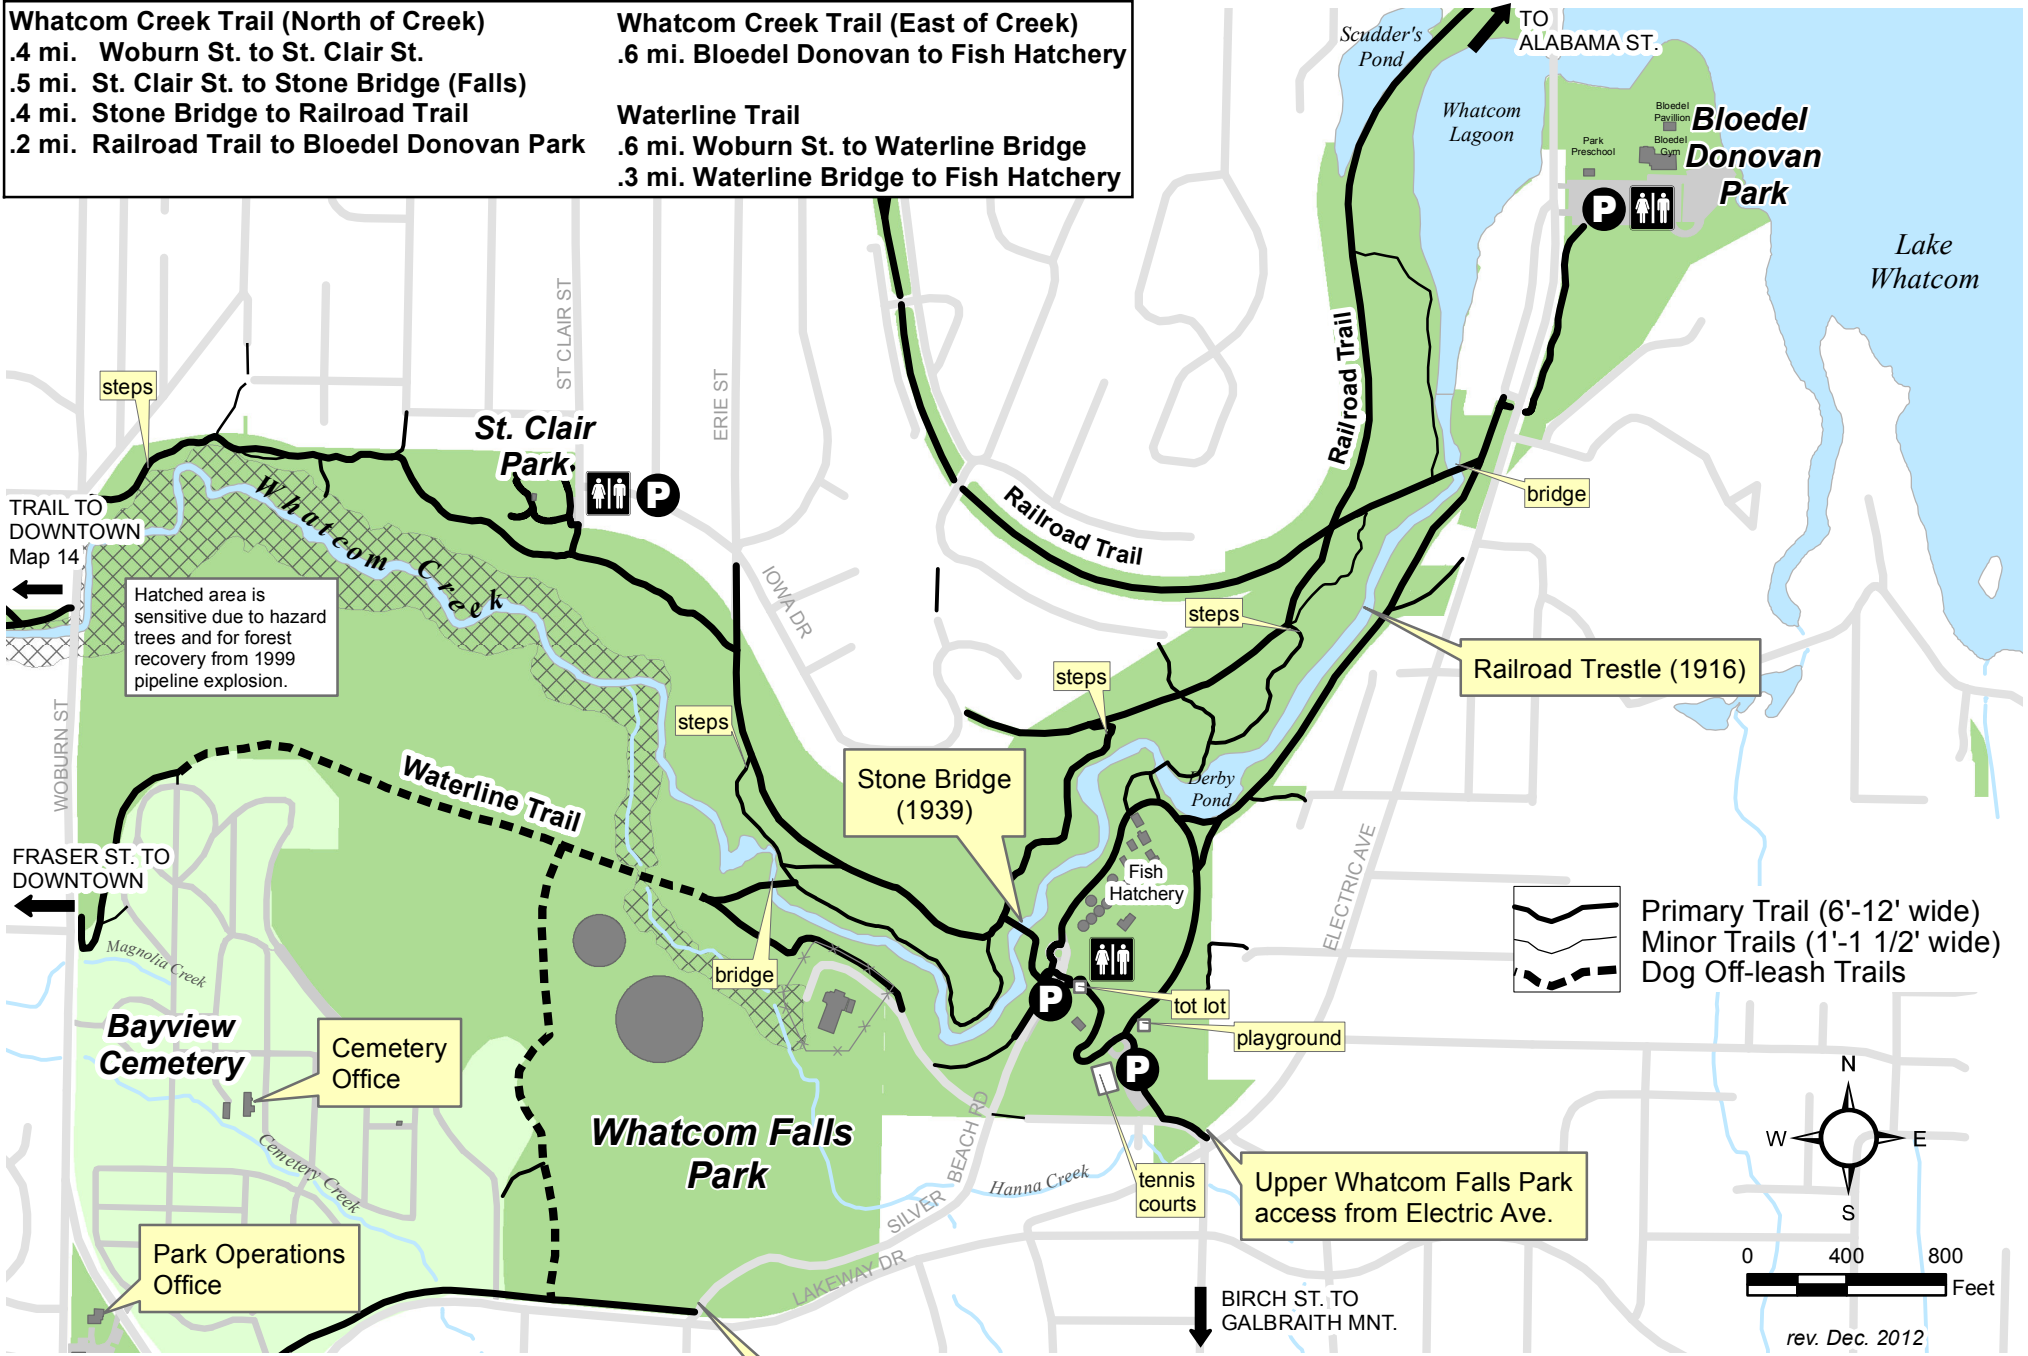 Whatcom Creek Trail (North of Creek)
.4 mi. Woburn St. to St. Clair St.
.5 mi. St. Clair St. to Stone Bridge (Falls)
.4 mi. Stone Bridge to Railroad Trail
.2 mi. Railroad Trail to Bloedel Donovan Park
Whatcom Creek Trail (East of Creek)
.6 mi. Bloedel Donovan to Fish Hatchery
Waterline Trail
.6 mi. Woburn St. to Waterline Bridge
.3 mi. Waterline Bridge to Fish Hatchery
Scudder's
Pond
TO
ALABAMA ST.
Whatcom
Lagoon
Bloedel
Pavillion
Park
Preschool
Bloedel
Gym
Bloedel
Donovan
Park
P
Lake
Whatcom
ST CLAIR ST
ERIE ST
Railroad Trail
steps
St. Clair
Park
P
TRAIL TO
DOWNTOWN
Map 14
Whatcom Creek
Railroad Trail
bridge
IOWA DR
Hatched area is
sensitive due to hazard
trees and for forest
recovery from 1999
pipeline explosion.
steps
Railroad Trestle (1916)
steps
steps
WOBURN ST
Waterline Trail
Stone Bridge
(1939)
Derby
Pond
FRASER ST. TO
DOWNTOWN
Fish
Hatchery
ELECTRIC AVE
Primary Trail (6'-12' wide)
Minor Trails (1'-1 1/2' wide)
Dog Off-leash Trails
Magnolia Creek
bridge
P
tot lot
playground
Bayview
Cemetery
Cemetery
Office
P
N
W
E
S
Whatcom Falls
Park
Cemetery Creek
SILVER BEACH RD
Hanna Creek
tennis
courts
Upper Whatcom Falls Park
access from Electric Ave.
Park Operations
Office
LAKEWAY DR
BIRCH ST. TO
GALBRAITH MNT.
0 400 800
Feet
rev. Dec. 2012